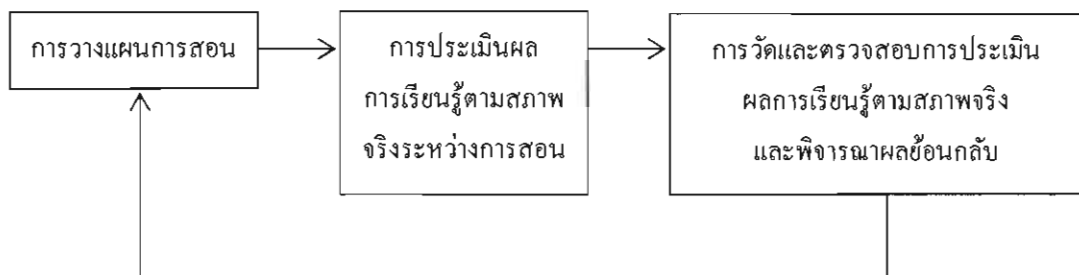 การวางแผนการสอน
การประเมินผล
การเรียนรู้ตามสภาพ
จริงระหว่างการสอน
การวัดและตรวจสอบการประเมิน
ผลการเรียนรู้ตามสภาพจริง
และพิจารณาผลย้อนกลับ